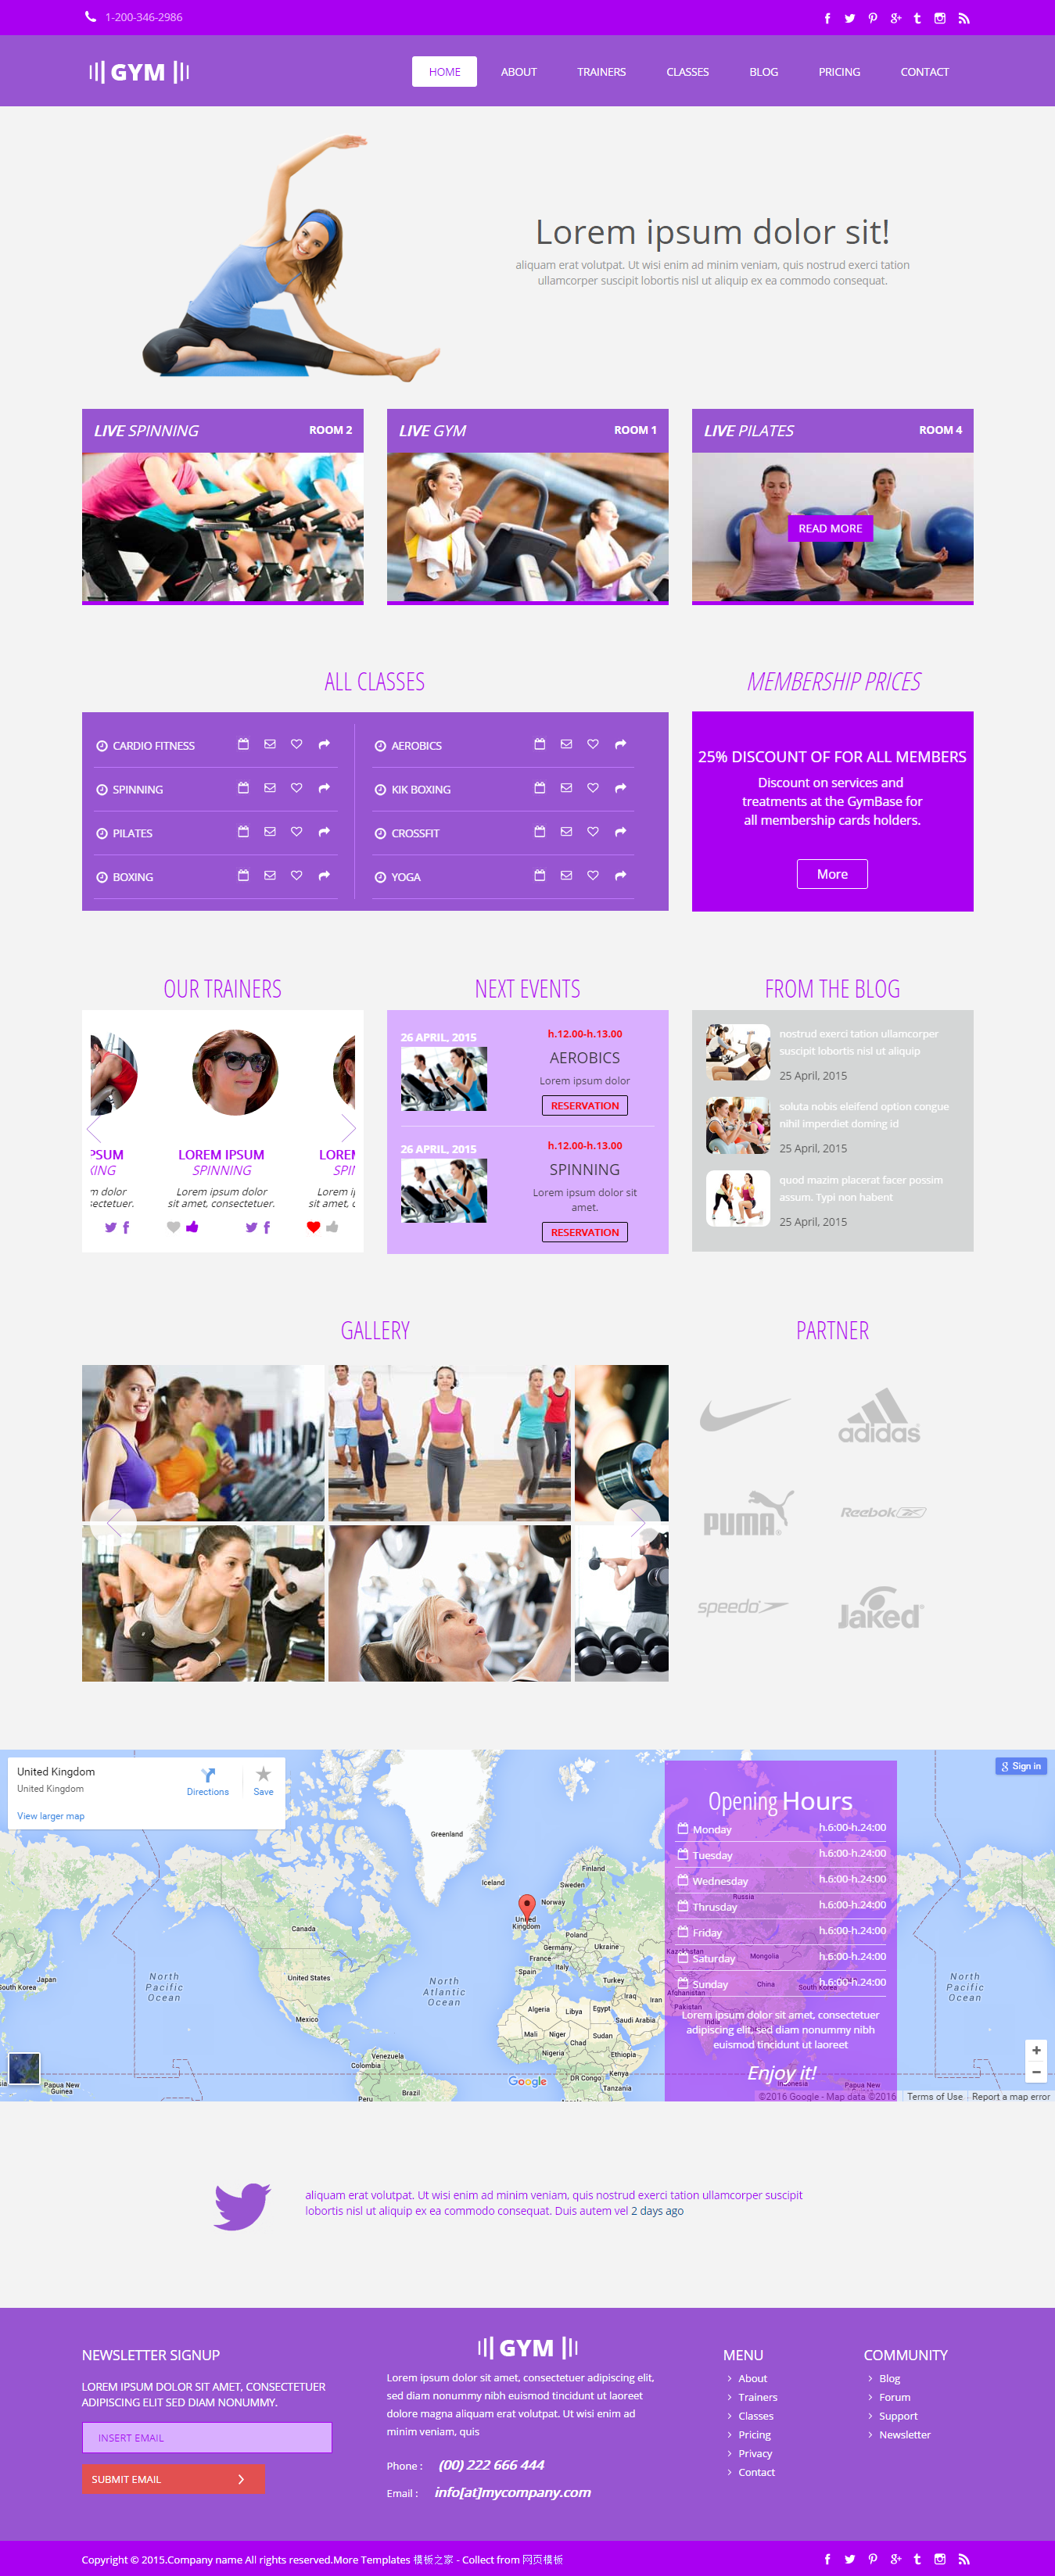 1-200-346-2986
GYM
HOME ABOUT TRAINERS CLASSES BLOG PRICING CONTACT
Lorem ipsum dolor sit!
aliquam erat volutpat. Ut wisi enim ad minim veniam, quis nostrud exerci tation
ullamcorper suscipit lobortis nisl ut aliquip ex ea commodo consequat.
LIVE SPINNING ROOM 2
LIVE GYM ROOM 1
LIVE PILATES ROOM 4
READ MORE
ALL CLASSES
CARDIO FITNESS
SPINNING
PILATES
BOXING
AEROBICS
KIK BOXING
CROSSFIT
YOGA
MEMBERSHIP PRICES
25% DISCOUNT OF FOR ALL MEMBERS
Discount on services and
treatments at the GymBase for
all membership cards holders.
More
OUR TRAINERS
PSUM
KING
m dolor
sectetuer.
LOREM IPSUM
SPINNING
Lorem ipsum dolor
sit amet, consectetuer.
LOREM
SPIN
Lorem ip
sit amet, c
NEXT EVENTS
26 APRIL, 2015
h.12.00-h.13.00
AEROBICS
Lorem ipsum dolor
RESERVATION
26 APRIL, 2015
h.12.00-h.13.00
SPINNING
Lorem ipsum dolor sit
amet.
RESERVATION
FROM THE BLOG
nostrud exerci tation ullamcorper
suscipit lobortis nisl ut aliquip
25 April, 2015
soluta nobis eleifend option congue
nihil imperdiet doming id
25 April, 2015
quod mazim placerat facer possim
assum. Typi non habent
25 April, 2015
GALLERY
PARTNER
adidas
PUMA
Reebok
speedo
Jaked
United Kingdom
United Kingdom
View larger map
Directions
Save
Sign in
Greenland
Iceland
Finland
Sweden
Norway
United
Kingdom
Poland
Germany
Ukraine
France
Italy
Spain
Turkey
Iraq
Iran
Algeria
Libya
Egypt
Saudi Arabia
Mali
Niger
Chad
Sudan
Nigeria
Ethiopia
DR Congo
Kenya
Tanzania
Angola
Canada
United States
Mexico
Venezuela
Colombia
Brazil
Peru
North
Pacific
Ocean
North
Atlantic
Ocean
North
Pacific
Ocean
Japan
South Korea
Papua New
Guinea
Russia
Kazakhstan
Mongolia
China
South Korea
Afghanistan
Pakistan
India
Indonesia
Papua New
Google
Opening Hours
Monday h.6:00-h.24:00
Tuesday h.6:00-h.24:00
Wednesday h.6:00-h.24:00
Thrusday h.6:00-h.24:00
Friday h.6:00-h.24:00
Saturday h.6:00-h.24:00
Sunday h.6:00-h.24:00
Lorem ipsum dolor sit amet, consectetuer
adipiscing elit, sed diam nonummy nibh
euismod tincidunt ut laoreet
Enjoy it!
©2016 Google - Map data ©2016 Terms of Use Report a map error
aliquam erat volutpat. Ut wisi enim ad minim veniam, quis nostrud exerci tation ullamcorper suscipit
lobortis nisl ut aliquip ex ea commodo consequat. Duis autem vel 2 days ago
NEWSLETTER SIGNUP
LOREM IPSUM DOLOR SIT AMET, CONSECTETUER
ADIPISCING ELIT SED DIAM NONUMMY.
INSERT EMAIL
SUBMIT EMAIL
GYM
Lorem ipsum dolor sit amet, consectetuer adipiscing elit,
sed diam nonummy nibh euismod tincidunt ut laoreet
dolore magna aliquam erat volutpat. Ut wisi enim ad
minim veniam, quis
Phone : (00) 222 666 444
Email : info[at]mycompany.com
MENU
About
Trainers
Classes
Pricing
Privacy
Contact
COMMUNITY
Blog
Forum
Support
Newsletter
Copyright © 2015.Company name All rights reserved.More Templates 模板之家 - Collect from 网页模板